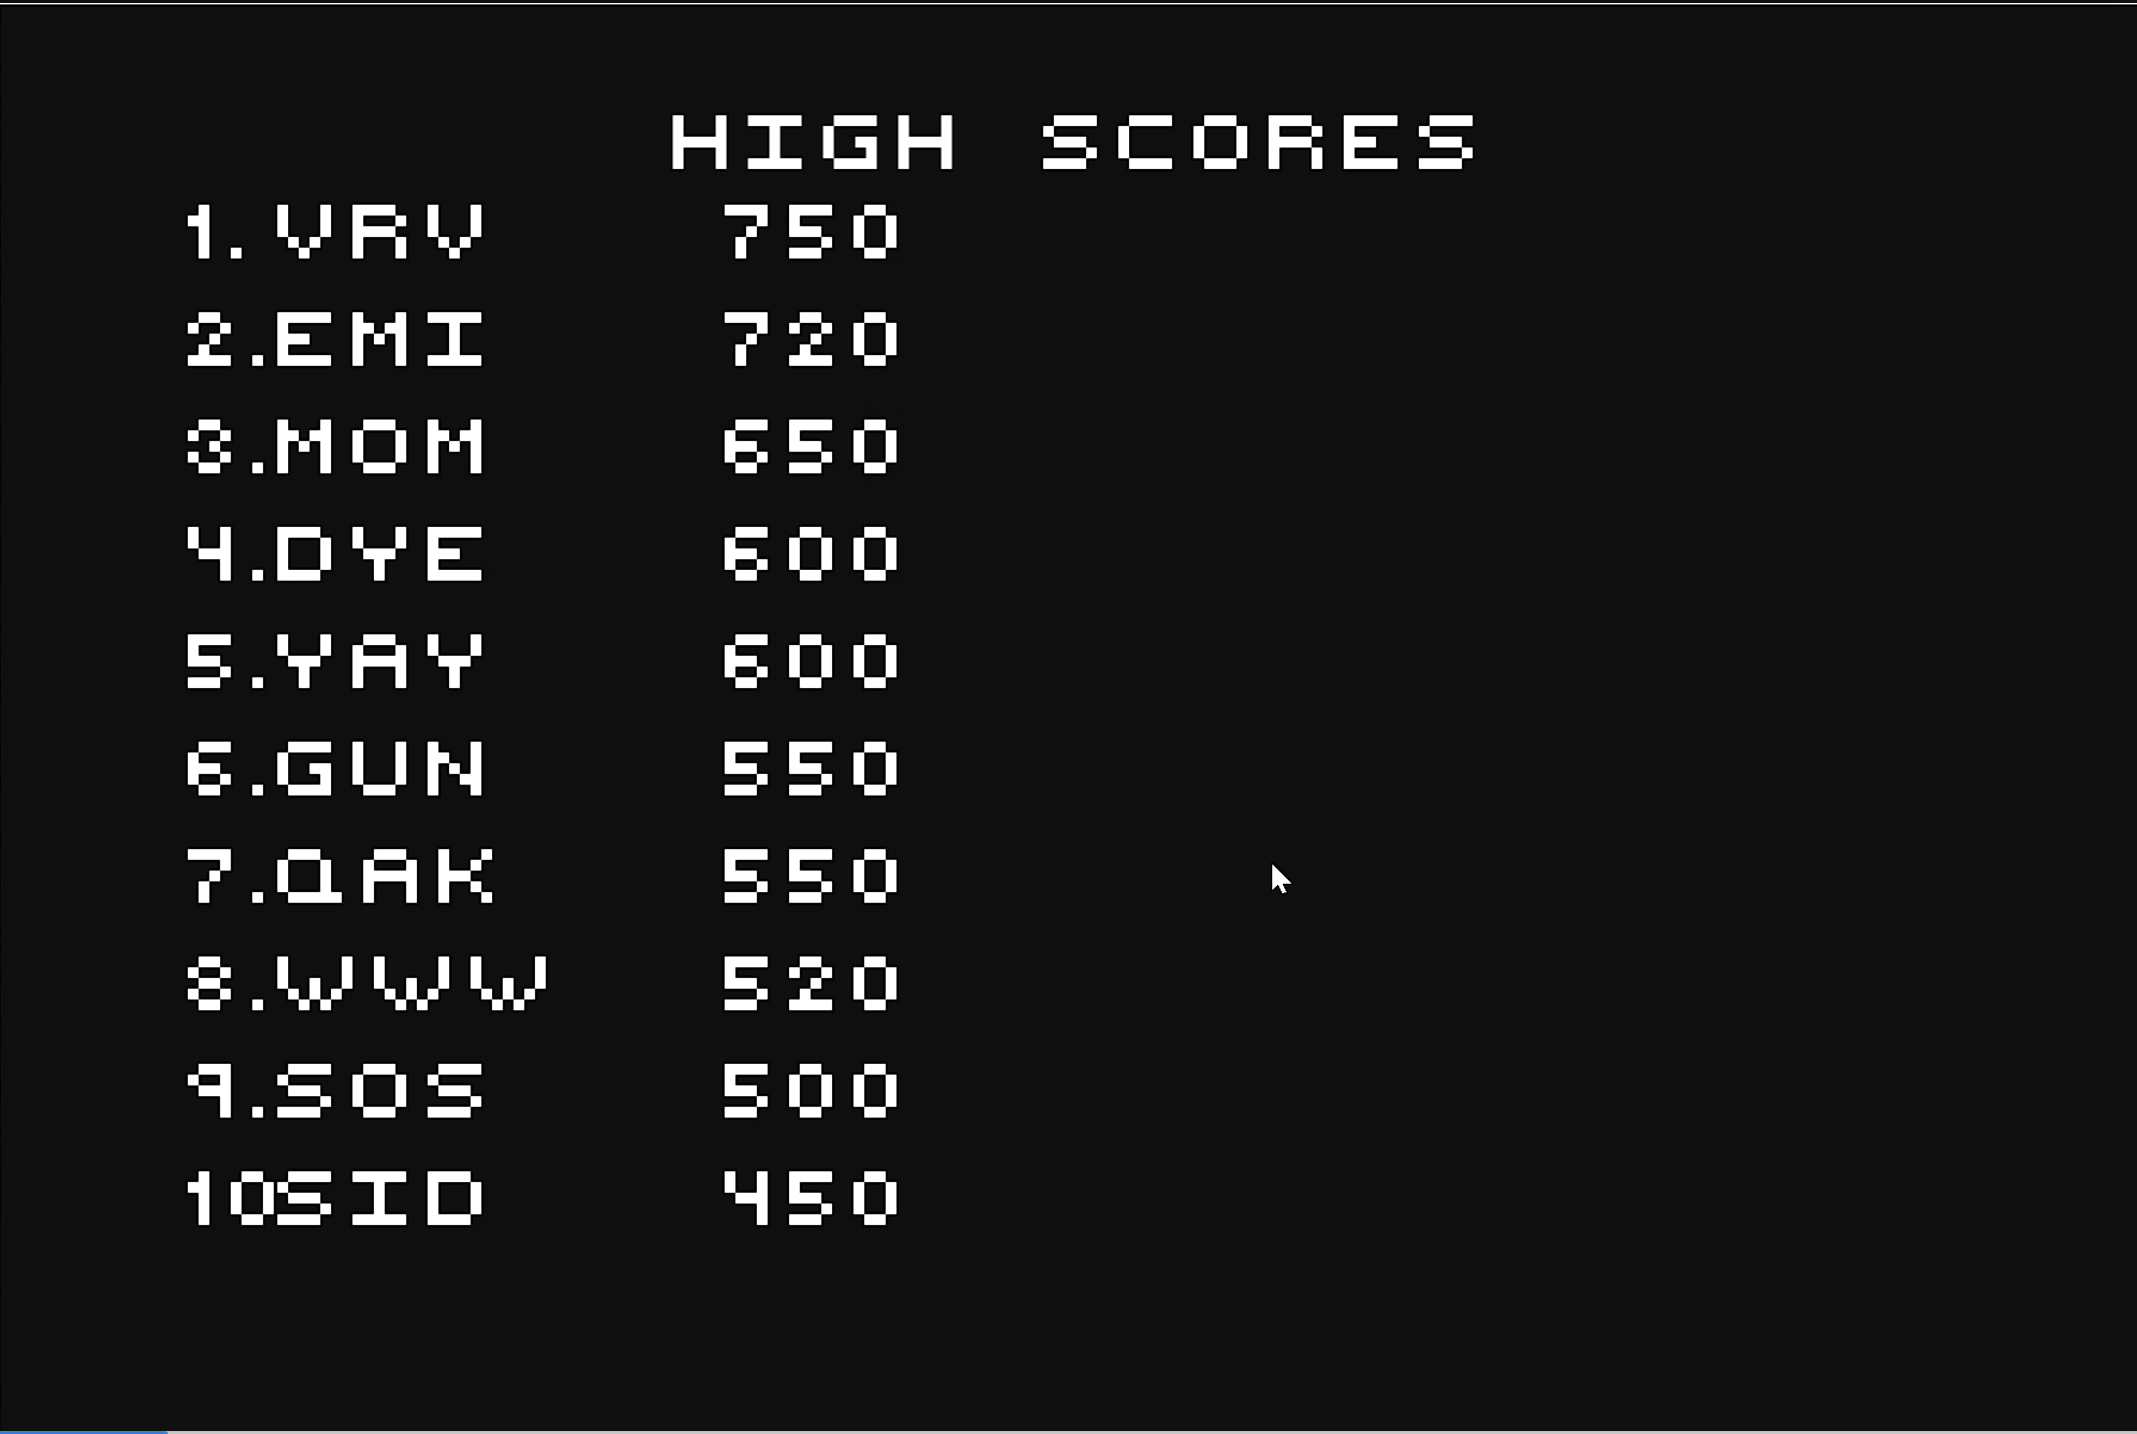 HIGH SCORES
1.VRV 750
2.EMI 720
3.MOM 650
4.DYE 600
5.YAY 600
6.GUN 550
7.QAK 550
8.WWW 520
9.SOS 500
10SID 450